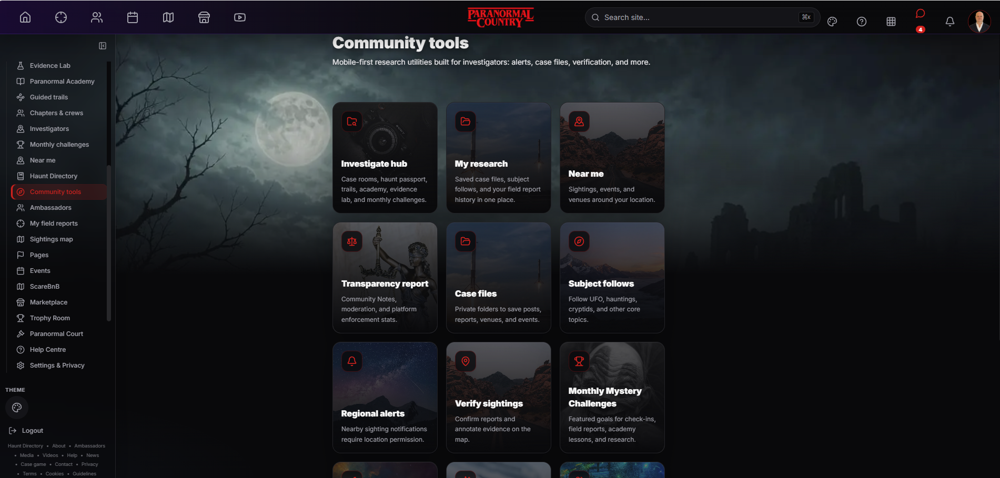 PARANORMAL
COUNTRY
Search site...
⌘K
4
Evidence Lab
Paranormal Academy
Guided trails
Chapters & crews
Investigators
Monthly challenges
Near me
Haunt Directory
Community tools
Ambassadors
My field reports
Sightings map
Pages
Events
ScareBnB
Marketplace
Trophy Room
Paranormal Court
Help Centre
Settings & Privacy
THEME
Logout
Haunt Directory • About • Ambassadors
• Media • Videos • Help • News
• Case game • Contact • Privacy
• Terms • Cookies • Guidelines
Community tools
Mobile-first research utilities built for investigators: alerts, case files, verification, and more.
Investigate hub
Case rooms, haunt passport,
trails, academy, evidence
lab, and monthly challenges.
My research
Saved case files, subject
follows, and your field report
history in one place.
Near me
Sightings, events, and
venues around your location.
Transparency report
Community Notes,
moderation, and platform
enforcement stats.
Case files
Private folders to save posts,
reports, venues, and events.
Subject follows
Follow UFO, hauntings,
cryptids, and other core
topics.
Regional alerts
Nearby sighting notifications
require location permission.
Verify sightings
Confirm reports and
annotate evidence on the
map.
Monthly Mystery
Challenges
Featured goals for check-ins,
field reports, academy
lessons, and research.